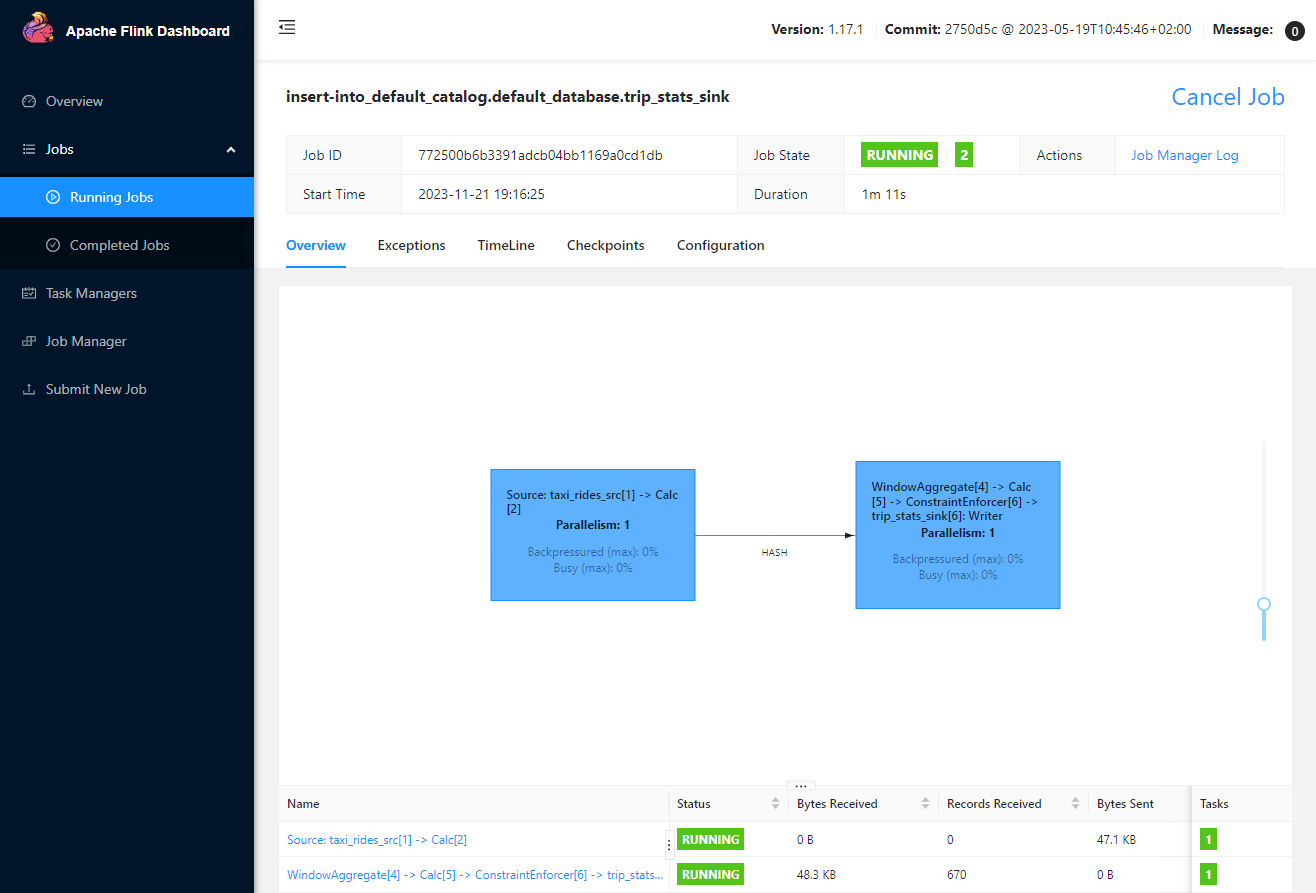 Apache Flink Dashboard
Version: 1.17.1 Commit: 2750d5c @ 2023-05-19T10:45:46+02:00 Message: 0
Overview
Jobs
Running Jobs
Completed Jobs
Task Managers
Job Manager
Submit New Job
insert-into_default_catalog.default_database.trip_stats_sink
Cancel Job
Job ID 772500b6b3391adcb04bb1169a0cd1db Job State RUNNING 2 Actions Job Manager Log
Start Time 2023-11-21 19:16:25 Duration 1m 11s
Overview Exceptions TimeLine Checkpoints Configuration
Source: taxi_rides_src[1] -> Calc
[2]
Parallelism: 1
Backpressured (max): 0%
Busy (max): 0%
HASH
WindowAggregate[4] -> Calc
[5] -> ConstraintEnforcer[6] ->
trip_stats_sink[6]: Writer
Parallelism: 1
Backpressured (max): 0%
Busy (max): 0%
Name Status Bytes Received Records Received Bytes Sent Tasks
Source: taxi_rides_src[1] -> Calc[2] RUNNING 0 B 0 47.1 KB 1
WindowAggregate[4] -> Calc[5] -> ConstraintEnforcer[6] -> trip_stats... RUNNING 48.3 KB 670 0 B 1